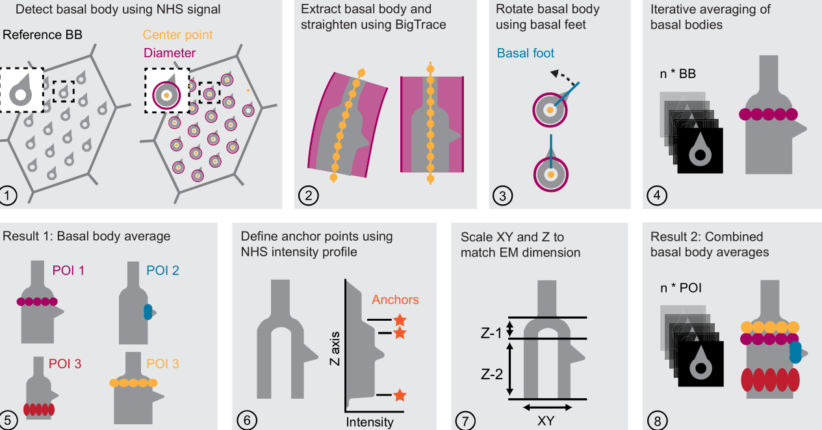 Detect basal body using NHS signal
Reference BB
Center point
Diameter
1
Extract basal body and
straighten using BigTrace
2
Rotate basal body
using basal feet
Basal foot
3
Iterative averaging of
basal bodies
n * BB
4
Result 1: Basal body average
POI 1
POI 2
POI 3
POI 3
5
Define anchor points using
NHS intensity profile
Anchors
Z axis
Intensity
6
Scale XY and Z to
match EM dimension
Z-1
Z-2
XY
7
Result 2: Combined
basal body averages
n * POI
8